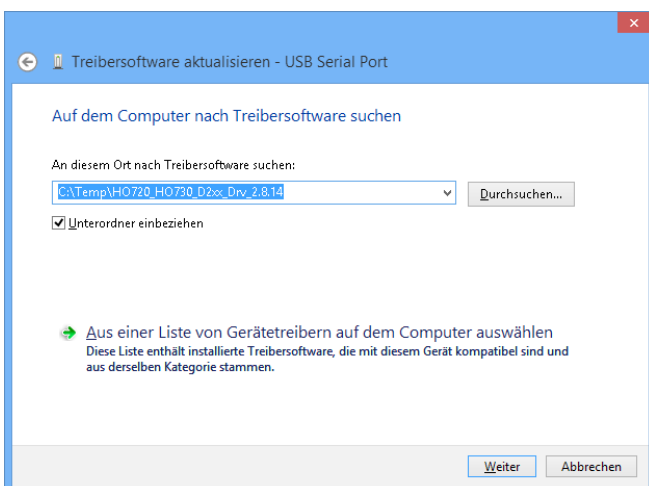 Treibersoftware aktualisieren - USB Serial Port
Auf dem Computer nach Treibersoftware suchen
An diesem Ort nach Treibersoftware suchen:
C:\Temp\HO720_HO730_D2xx_Drv_2.8.14
Durchsuchen...
Unterordner einbeziehen
Aus einer Liste von Gerätetreibern auf dem Computer auswählen
Diese Liste enthält installierte Treibersoftware, die mit diesem Gerät kompatibel sind und
aus derselben Kategorie stammen.
Weiter
Abbrechen